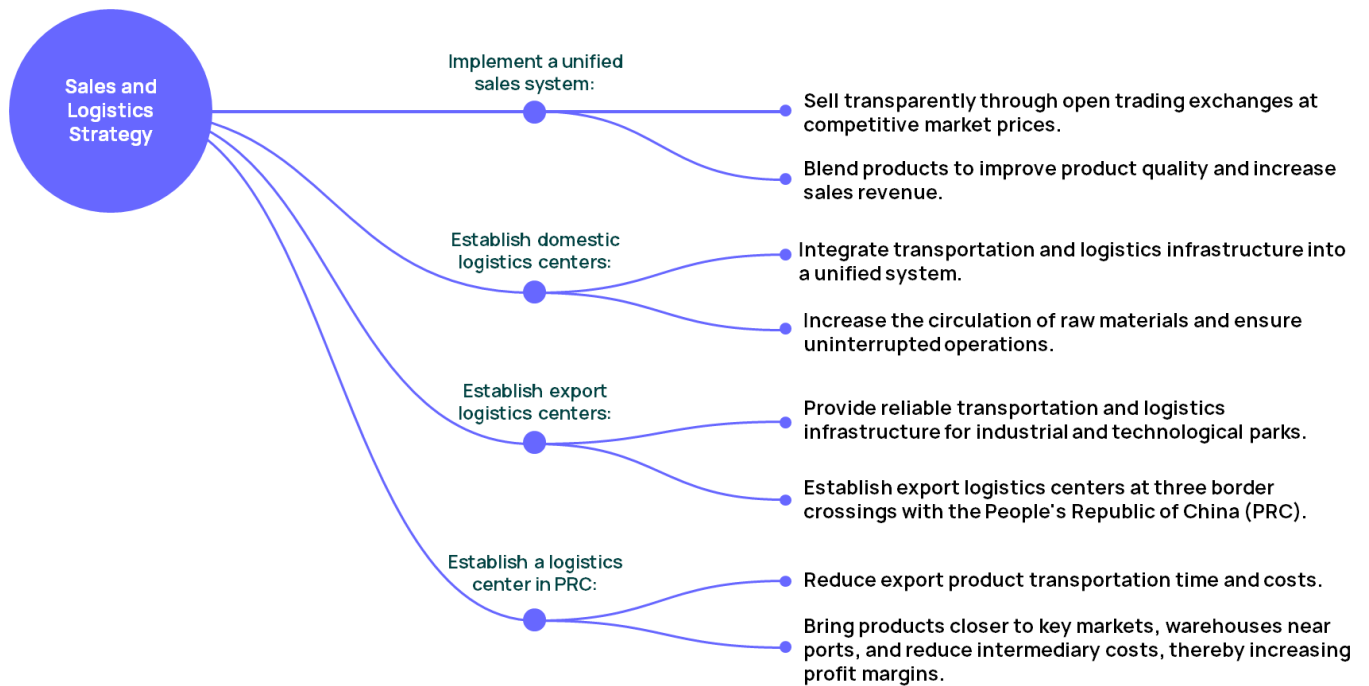 Sales and
Logistics
Strategy
Implement a unified
sales system:
Sell transparently through open trading exchanges at
competitive market prices.
Blend products to improve product quality and increase
sales revenue.
Establish domestic
logistics centers:
Integrate transportation and logistics infrastructure into
a unified system.
Increase the circulation of raw materials and ensure
uninterrupted operations.
Establish export
logistics centers:
Provide reliable transportation and logistics
infrastructure for industrial and technological parks.
Establish export logistics centers at three border
crossings with the People's Republic of China (PRC).
Establish a logistics
center in PRC:
Reduce export product transportation time and costs.
Bring products closer to key markets, warehouses near
ports, and reduce intermediary costs, thereby increasing
profit margins.